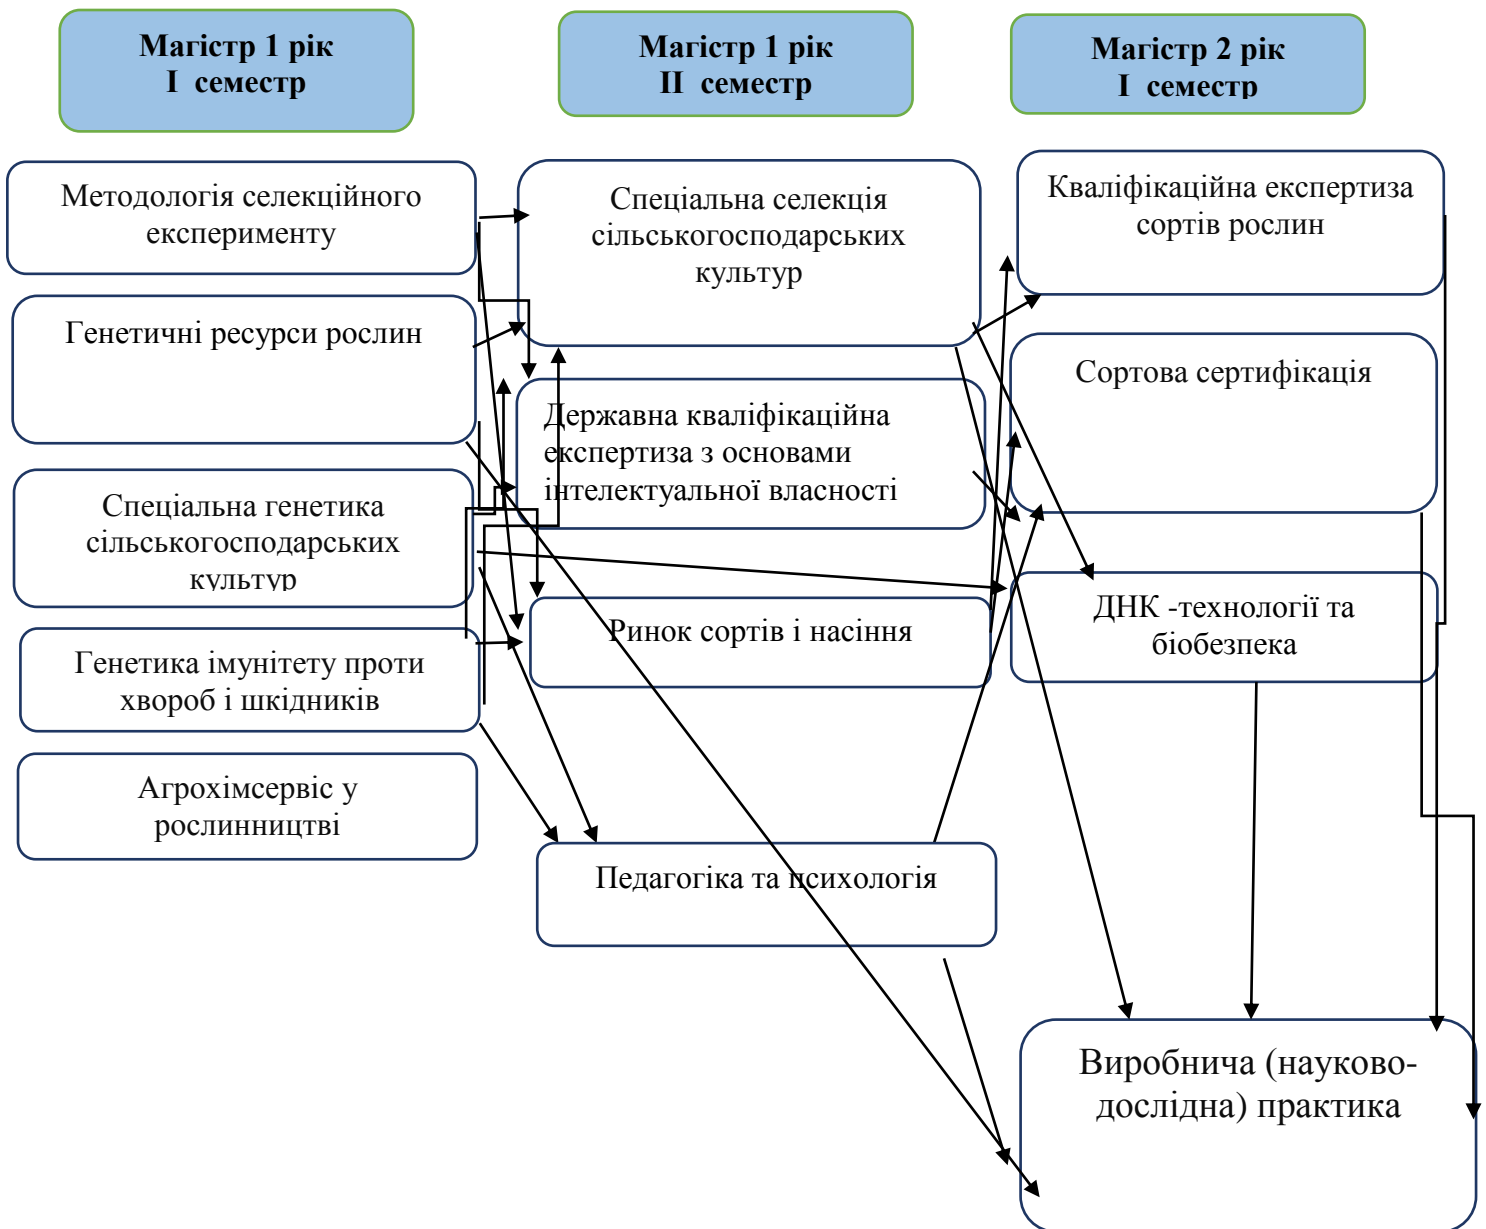 Магістр 1 рік
I семестр
Магістр 1 рік
II семестр
Магістр 2 рік
I семестр
Методологія селекційного
експерименту
Генетичні ресурси рослин
Спеціальна генетика
сільськогосподарських
культур
Генетика імунітету проти
хвороб і шкідників
Агрохімсервіс у
рослинництві
Спеціальна селекція
сільськогосподарських
культур
Державна кваліфікаційна
експертиза з основами
інтелектуальної власності
Ринок сортів і насіння
Педагогіка та психологія
Кваліфікаційна експертиза
сортів рослин
Сортова сертифікація
ДНК -технології та
біобезпека
Виробнича (науково-
дослідна) практика